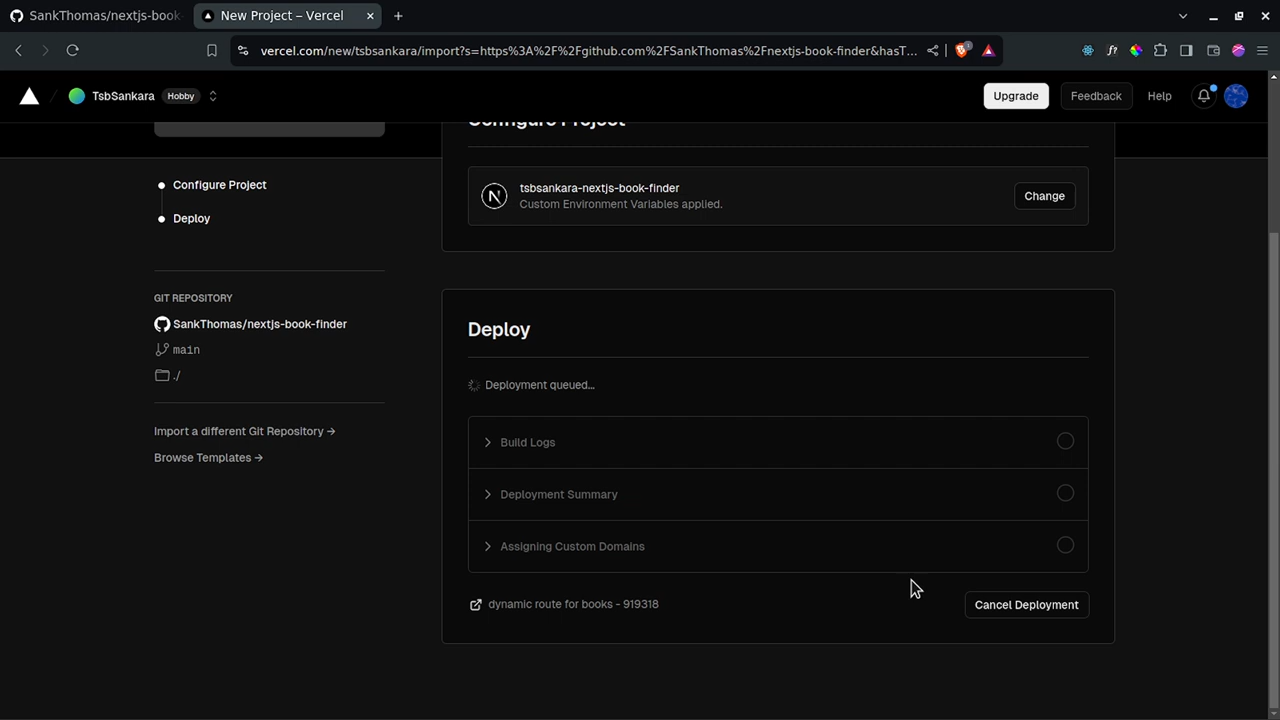 SankThomas/nextjs-book
New Project – Vercel
vercel.com/new/tsbsankara/import?s=https%3A%2F%2Fgithub.com%2FSankThomas%2Fnextjs-book-finder&hasT...
1
f?
TsbSankara
Hobby
Upgrade
Feedback
Help
Configure Project
Configure Project
tsbsankara-nextjs-book-finder
Custom Environment Variables applied.
Change
Deploy
GIT REPOSITORY
SankThomas/nextjs-book-finder
main
./
Import a different Git Repository →
Browse Templates →
Deploy
Deployment queued...
Build Logs
Deployment Summary
Assigning Custom Domains
dynamic route for books - 919318
Cancel Deployment